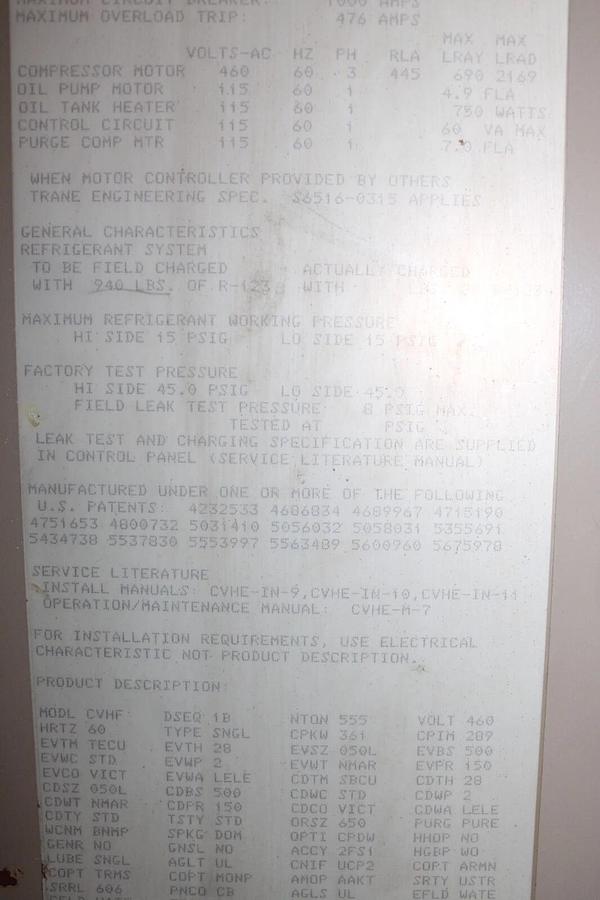 MAXIMUM CIRCUIT BREAKER: 1000 AMPS
MAXIMUM OVERLOAD TRIP: 476 AMPS
MAX MAX
VOLTS-AC HZ PH RLA LRAY LRAD
COMPRESSOR MOTOR 460 60 3 445 690 2169
OIL PUMP MOTOR 115 60 1 4.9 FLA
OIL TANK HEATER 115 60 1 750 WATTS
CONTROL CIRCUIT 115 60 1 60 VA MAX
PURGE COMP MTR 115 60 1 7.0 FLA
WHEN MOTOR CONTROLLER PROVIDED BY OTHERS
TRANE ENGINEERING SPEC. S6516-0315 APPLIES
GENERAL CHARACTERISTICS
REFRIGERANT SYSTEM
TO BE FIELD CHARGED ACTUALLY CHARGED
WITH 940 LBS. OF R-123 WITH LBS.
MAXIMUM REFRIGERANT WORKING PRESSURE
HI SIDE 15 PSIG LO SIDE 15 PSIG
FACTORY TEST PRESSURE
HI SIDE 45.0 PSIG LO SIDE 45.0
FIELD LEAK TEST PRESSURE 8 PSIG MAX.
TESTED AT PSIG
LEAK TEST AND CHARGING SPECIFICATION ARE SUPPLIED
IN CONTROL PANEL (SERVICE LITERATURE MANUAL)
MANUFACTURED UNDER ONE OR MORE OF THE FOLLOWING
U.S. PATENTS: 4232533 4686834 4689967 4715190
4751653 4800732 5031410 5056032 5058031 5355691
5434738 5537830 5553997 5563489 5600960 5675978
SERVICE LITERATURE
INSTALL MANUALS: CVHE-IN-9,CVHE-IN-10,CVHE-IN-11
OPERATION/MAINTENANCE MANUAL: CVHE-M-7
FOR INSTALLATION REQUIREMENTS, USE ELECTRICAL
CHARACTERISTIC NOT PRODUCT DESCRIPTION.
PRODUCT DESCRIPTION:
MODL CVHF DSEQ 1B NTON 555 VOLT 460
HRTZ 60 TYPE SNGL CPKW 361 CPIM 289
EVTM TECU EVTH 28 EVSZ 050L EVBS 500
EVWC STD EVWP 2 EVWT NMAR EVPR 150
EVCO VICT EVWA LELE CDTM SBCU CDTH 28
CDSZ 050L CDBS 500 CDWC STD CDWP 2
CDWT NMAR CDPR 150 CDCO VICT CDWA LELE
CDTY STD TSTY STD ORSZ 650 PURG PURE
WCNM BNMP SPKG DOM OPTI CPDW HHOP NO
GENR NO GNSL NO ACCY 2FS1 HGBP WO
LUBE SNGL AGLT UL CNIF UCP2 COPT ARMN
COPT TRMS COPT MONP AMOP AAKT SRTY USTR
SRRL 606 PNCO CB AGLS UL EFLD WATE